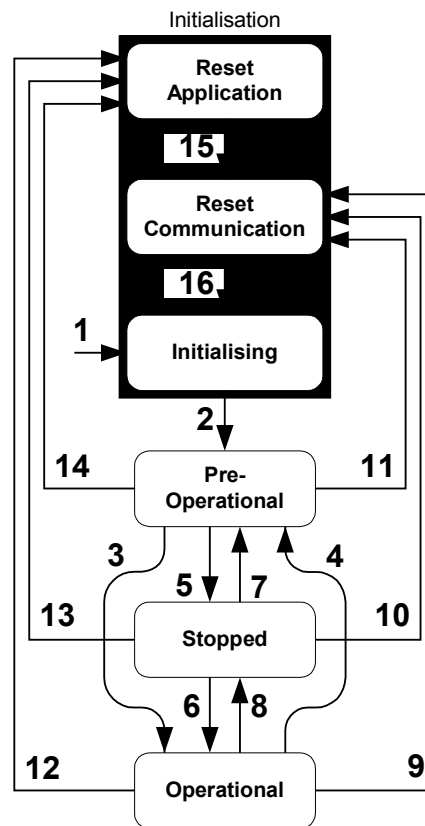 Initialisation
Reset
Application
15
Reset
Communication
16
1
Initialising
2
14
Pre-
Operational
11
3
5
7
4
13
Stopped
10
6
8
12
Operational
9